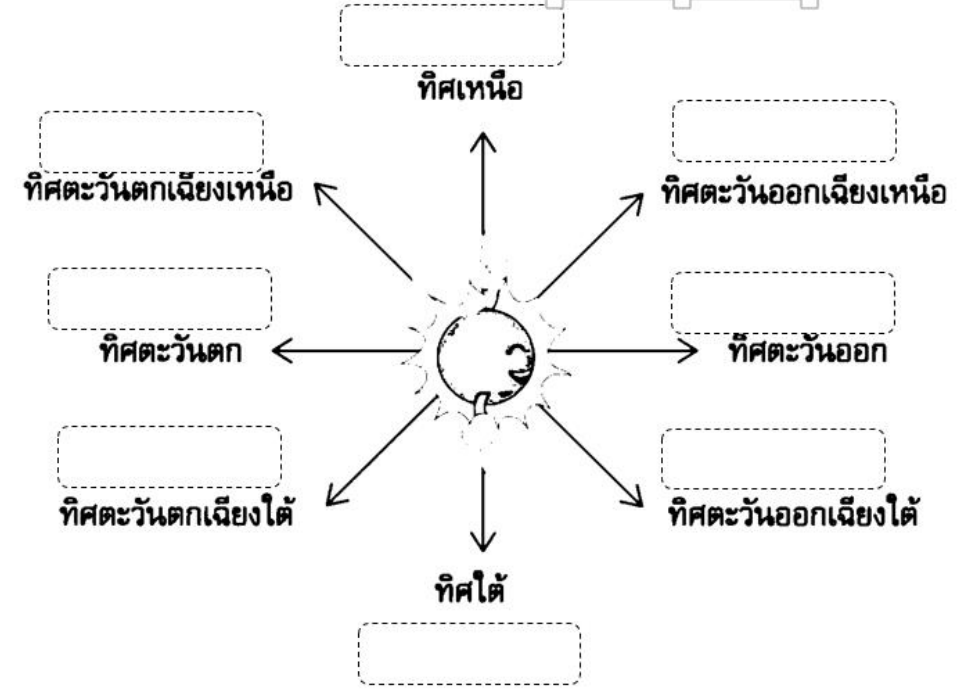 ทิศเหนือ
ทิศตะวันตกเฉียงเหนือ
ทิศตะวันออกเฉียงเหนือ
ทิศตะวันตก
ทิศตะวันออก
ทิศตะวันตกเฉียงใต้
ทิศตะวันออกเฉียงใต้
ทิศใต้